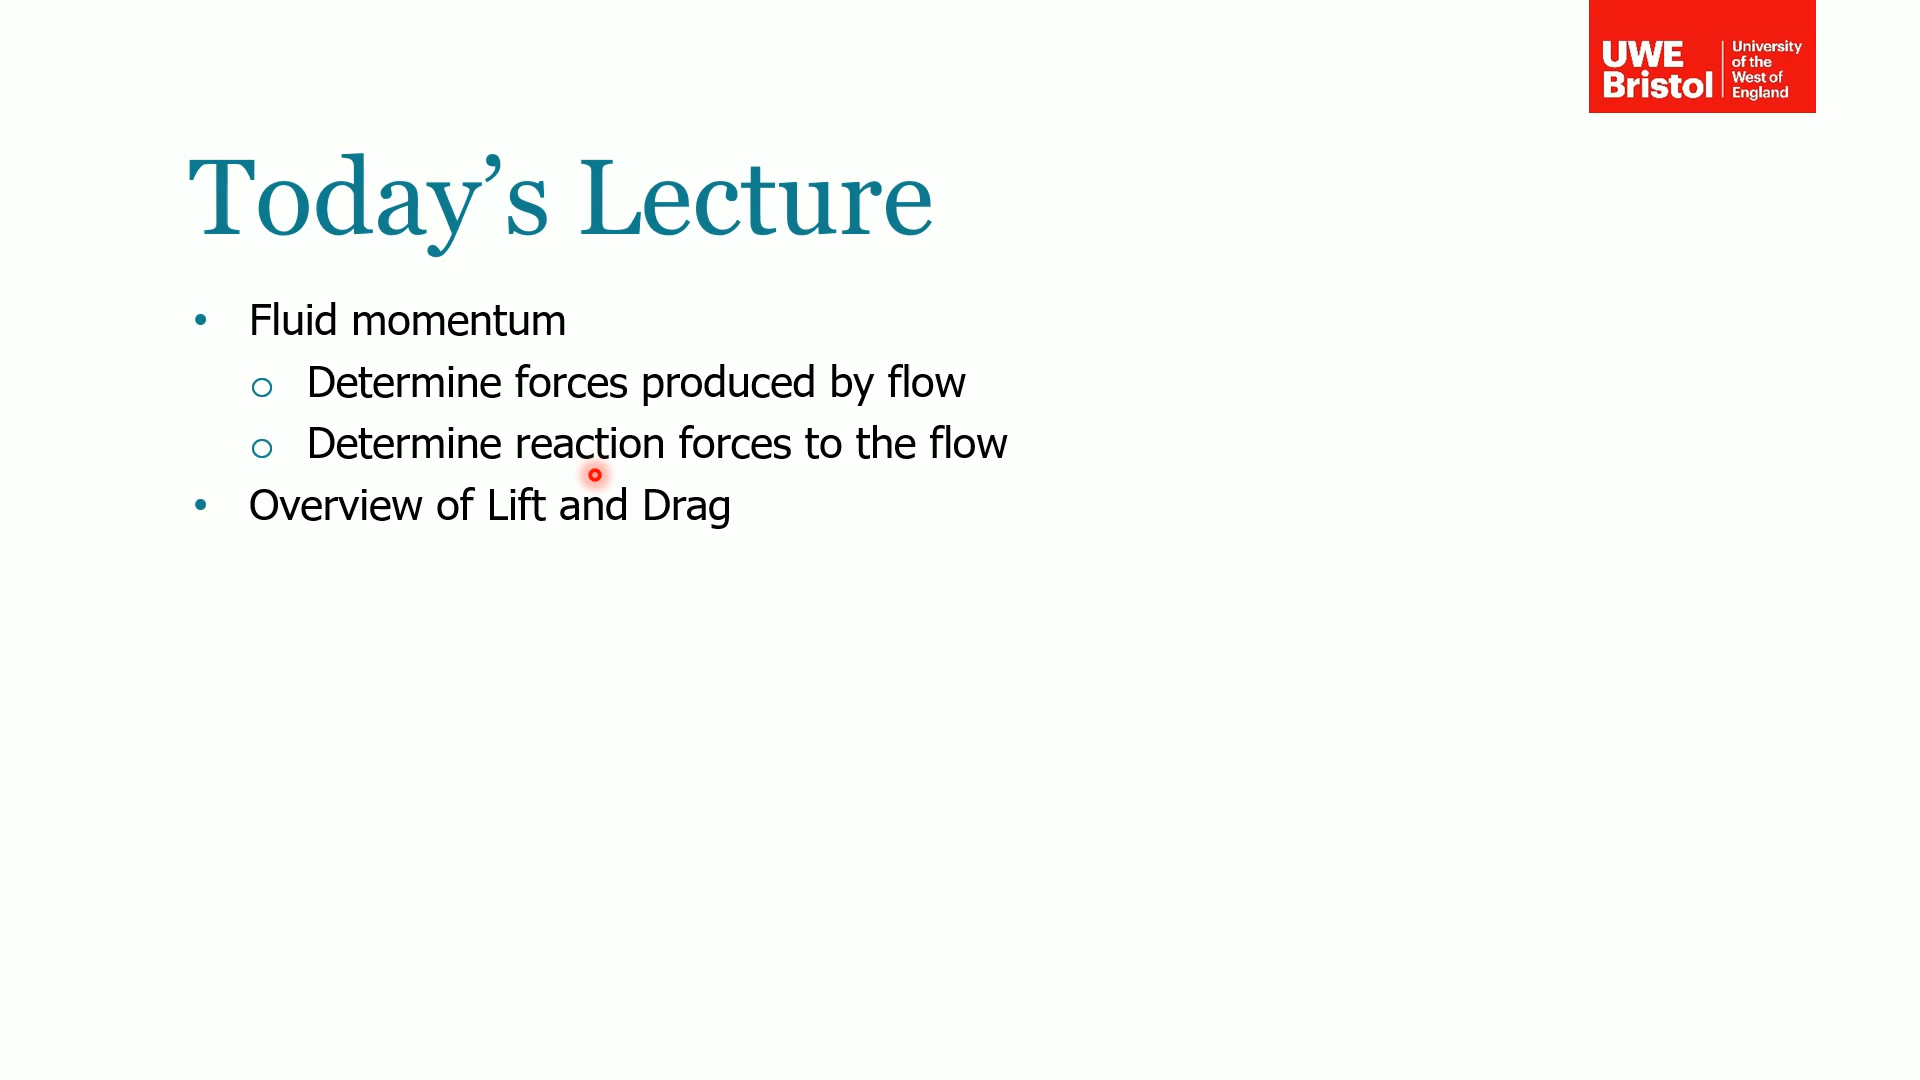 UWE
Bristol
University
of the
West of
England
Today’s Lecture
• Fluid momentum
o Determine forces produced by flow
o Determine reaction forces to the flow
• Overview of Lift and Drag